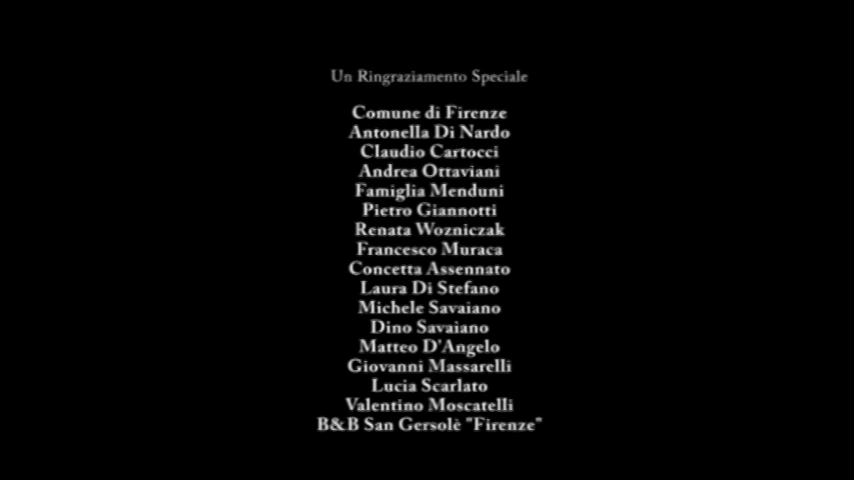 Un Ringraziamento Speciale
Comune di Firenze
Antonella Di Nardo
Claudio Cartocci
Andrea Ottaviani
Famiglia Menduni
Pietro Giannotti
Renata Wozniczak
Francesco Muraca
Concetta Assennato
Laura Di Stefano
Michele Savaiano
Dino Savaiano
Matteo D'Angelo
Giovanni Massarelli
Lucia Scarlato
Valentino Moscatelli
B&B San Gersolè "Firenze"